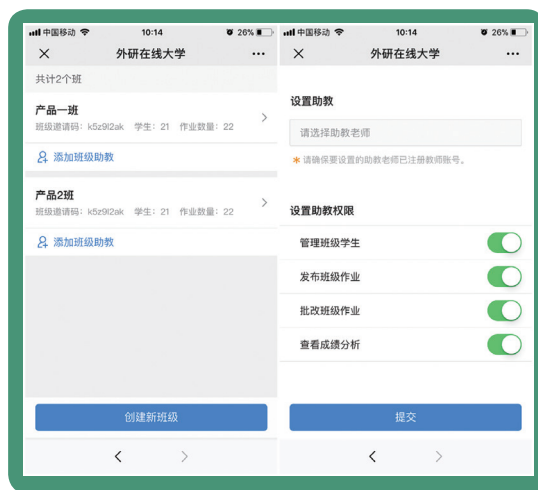 中国移动 10:14 26%
外研在线大学
共计2个班
产品一班
班级邀请码：k5z9l2ak 学生：21 作业数量：22
添加班级助教
产品2班
班级邀请码：k5z9l2ak 学生：21 作业数量：22
添加班级助教
创建新班级
中国移动 10:14 26%
外研在线大学
设置助教
请选择助教老师
*请确保要设置的助教老师已注册教师账号。
设置助教权限
管理班级学生
发布班级作业
批改班级作业
查看成绩分析
提交